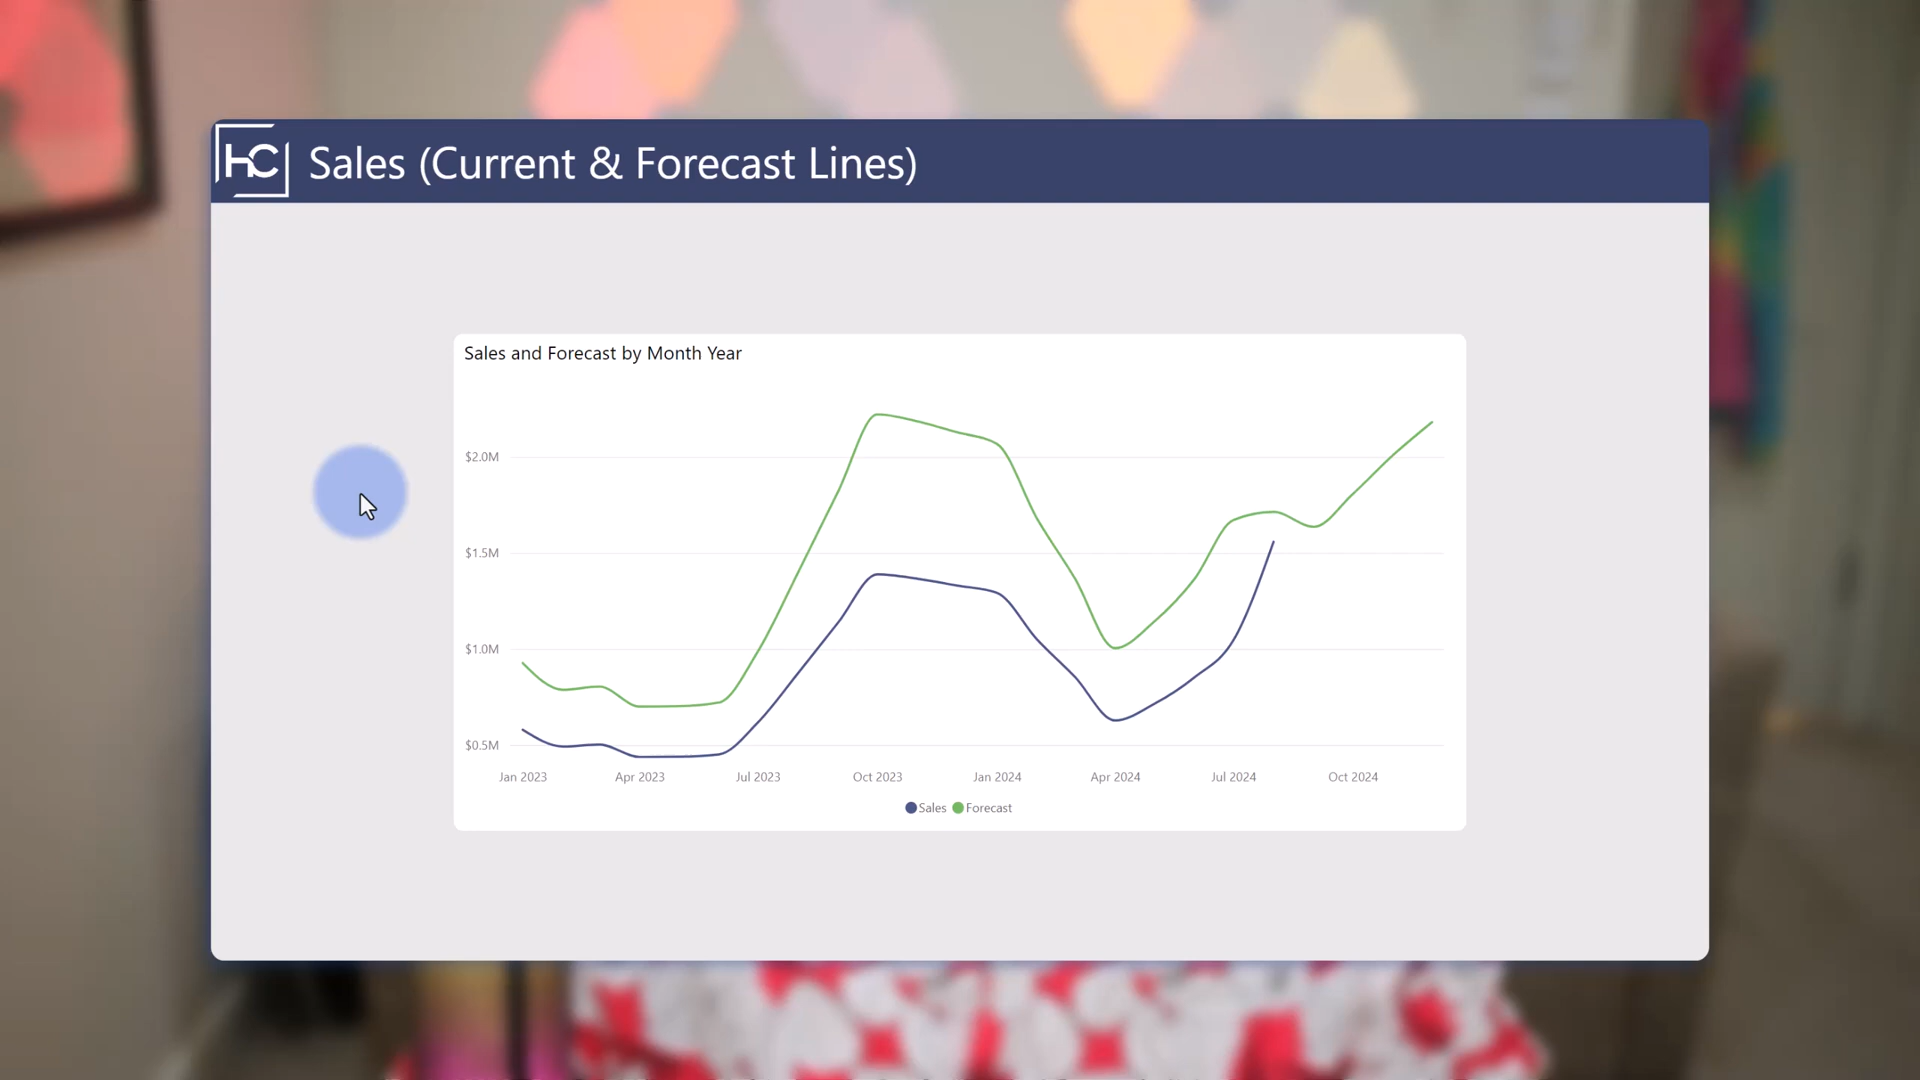 HC
Sales (Current & Forecast Lines)
Sales and Forecast by Month Year
$2.0M
$1.5M
$1.0M
$0.5M
Jan 2023 Apr 2023 Jul 2023 Oct 2023 Jan 2024 Apr 2024 Jul 2024 Oct 2024
Sales Forecast